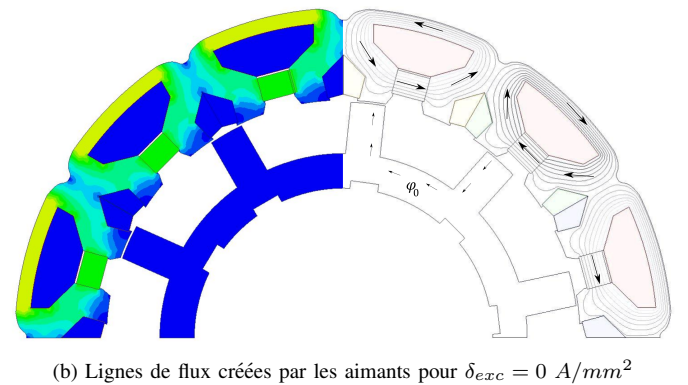 φ₀
(b) Lignes de flux créées par les aimants pour δₑₓ𝒸 = 0 A/mm²